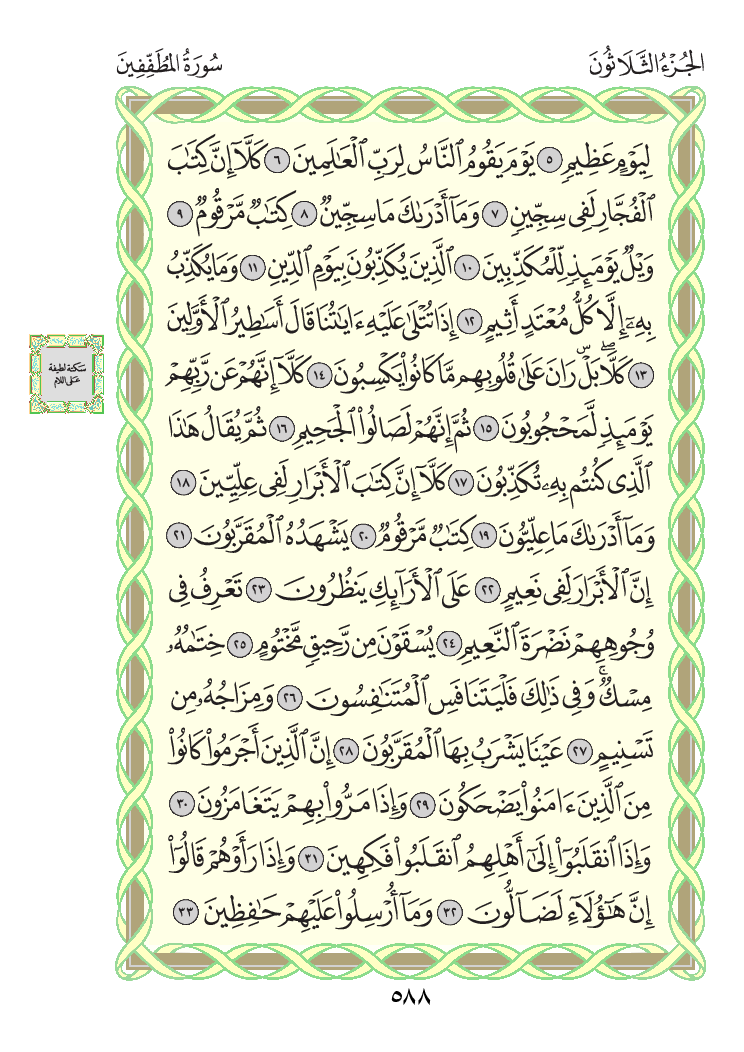 الجُزْءُ الثَّلَاثُونَ
سُورَةُ المُطَفِّفِينَ
لِيَوْمٍ عَظِيمٖ ٥ يَوْمَ يَقُومُ ٱلنَّاسُ لِرَبِّ ٱلْعَٰلَمِينَ ٦ كَلَّآ إِنَّ كِتَٰبَ
ٱلْفُجَّارِ لَفِى سِجِّينٖ ٧ وَمَآ أَدْرَىٰكَ مَا سِجِّينٞ ٨ كِتَٰبٞ مَّرْقُومٞ ٩
وَيْلٞ يَوْمَئِذٖ لِّلْمُكَذِّبِينَ ١٠ ٱلَّذِينَ يُكَذِّبُونَ بِيَوْمِ ٱلدِّينِ ١١ وَمَا يُكَذِّبُ
بِهِۦٓ إِلَّا كُلُّ مُعْتَدٍ أَثِيمٍ ١٢ إِذَا تُتْلَىٰ عَلَيْهِ ءَايَٰتُنَا قَالَ أَسَٰطِيرُ ٱلْأَوَّلِينَ
١٣ كَلَّاۖ بَلْۜ رَانَ عَلَىٰ قُلُوبِهِم مَّا كَانُوا۟ يَكْسِبُونَ ١٤ كَلَّآ إِنَّهُمْ عَن رَّبِّهِمْ
سَكتة لطيفة
عَلى اللام
يَوْمَئِذٖ لَّمَحْجُوبُونَ ١٥ ثُمَّ إِنَّهُمْ لَصَالُوا۟ ٱلْجَحِيمِ ١٦ ثُمَّ يُقَالُ هَٰذَا
ٱلَّذِى كُنتُم بِهِۦ تُكَذِّبُونَ ١٧ كَلَّآ إِنَّ كِتَٰبَ ٱلْأَبْرَارِ لَفِى عِلِّيِّينَ ١٨
وَمَآ أَدْرَىٰكَ مَا عِلِّيُّونَ ١٩ كِتَٰبٞ مَّرْقُومٞ ٢٠ يَشْهَدُهُ ٱلْمُقَرَّبُونَ ٢١
إِنَّ ٱلْأَبْرَارَ لَفِى نَعِيمٍ ٢٢ عَلَى ٱلْأَرَآئِكِ يَنظُرُونَ ٢٣ تَعْرِفُ فِى
وُجُوهِهِمْ نَضْرَةَ ٱلنَّعِيمِ ٢٤ يُسْقَوْنَ مِن رَّحِيقٖ مَّخْتُومٍ ٢٥ خِتَٰمُهُۥ
مِسْكٞۚ وَفِى ذَٰلِكَ فَلْيَتَنَافَسِ ٱلْمُتَنَٰفِسُونَ ٢٦ وَمِزَاجُهُۥ مِن
تَسْنِيمٍ ٢٧ عَيْنٗا يَشْرَبُ بِهَا ٱلْمُقَرَّبُونَ ٢٨ إِنَّ ٱلَّذِينَ أَجْرَمُوا۟ كَانُوا۟
مِنَ ٱلَّذِينَ ءَامَنُوا۟ يَضْحَكُونَ ٢٩ وَإِذَا مَرُّوا۟ بِهِمْ يَتَغَامَزُونَ ٣٠
وَإِذَا ٱنقَلَبُوٓا۟ إِلَىٰٓ أَهْلِهِمُ ٱنقَلَبُوا۟ فَكِهِينَ ٣١ وَإِذَا رَأَوْهُمْ قَالُوٓا۟
إِنَّ هَٰٓؤُلَآءِ لَضَآلُّونَ ٣٢ وَمَآ أُرْسِلُوا۟ عَلَيْهِمْ حَٰفِظِينَ ٣٣
٥٨٨